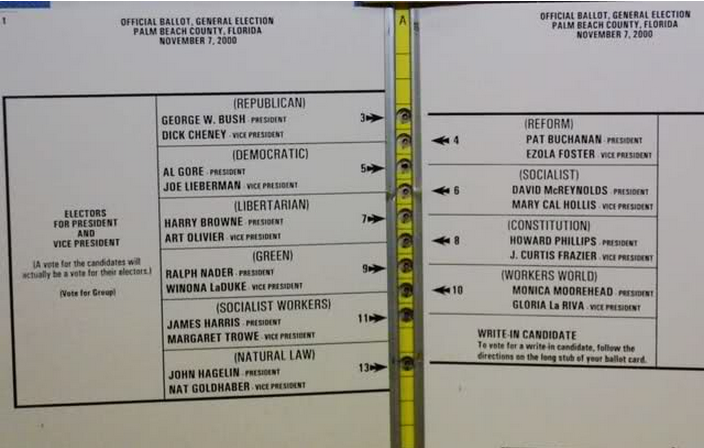 1
OFFICIAL BALLOT, GENERAL ELECTION
PALM BEACH COUNTY, FLORIDA
NOVEMBER 7, 2000
ELECTORS
FOR PRESIDENT
AND
VICE PRESIDENT
(A vote for the candidates will
actually be a vote for their electors.)
(Vote for Group)
(REPUBLICAN)
GEORGE W. BUSH - PRESIDENT
DICK CHENEY - VICE PRESIDENT
3
(DEMOCRATIC)
AL GORE - PRESIDENT
JOE LIEBERMAN - VICE PRESIDENT
5
(LIBERTARIAN)
HARRY BROWNE - PRESIDENT
ART OLIVIER - VICE PRESIDENT
7
(GREEN)
RALPH NADER - PRESIDENT
WINONA LaDUKE - VICE PRESIDENT
9
(SOCIALIST WORKERS)
JAMES HARRIS - PRESIDENT
MARGARET TROWE - VICE PRESIDENT
11
(NATURAL LAW)
JOHN HAGELIN - PRESIDENT
NAT GOLDHABER - VICE PRESIDENT
13
A
OFFICIAL BALLOT, GENERAL ELECTION
PALM BEACH COUNTY, FLORIDA
NOVEMBER 7, 2000
(REFORM)
4
PAT BUCHANAN - PRESIDENT
EZOLA FOSTER - VICE PRESIDENT
(SOCIALIST)
6
DAVID McREYNOLDS - PRESIDENT
MARY CAL HOLLIS - VICE PRESIDENT
(CONSTITUTION)
8
HOWARD PHILLIPS - PRESIDENT
J. CURTIS FRAZIER - VICE PRESIDENT
(WORKERS WORLD)
10
MONICA MOOREHEAD - PRESIDENT
GLORIA La RIVA - VICE PRESIDENT
WRITE-IN CANDIDATE
To vote for a write-in candidate, follow the
directions on the long stub of your ballot card.